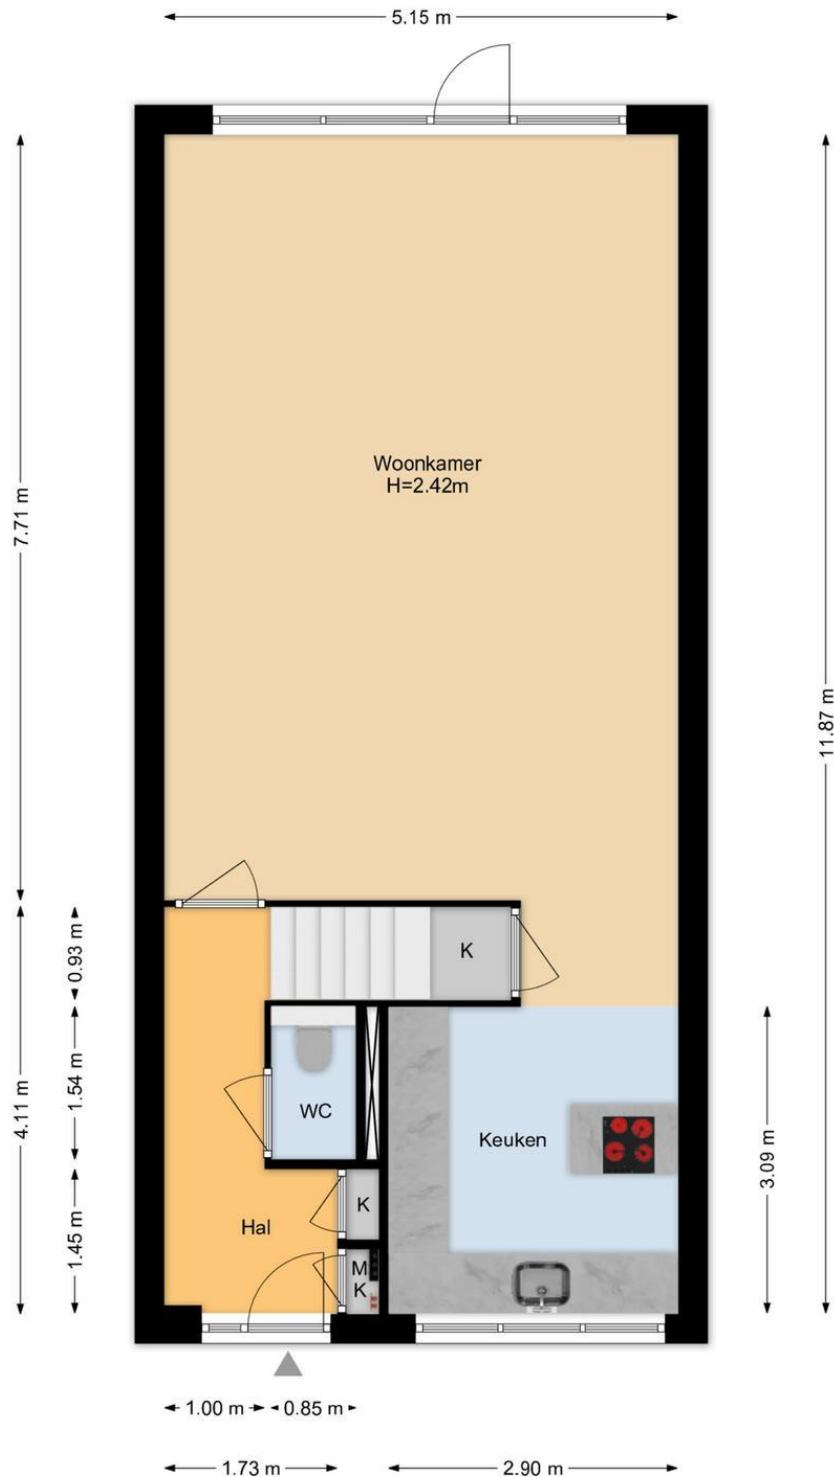 5.15 m
7.71 m
Woonkamer
H=2.42m
11.87 m
0.93 m
K
4.11 m
1.54 m
WC
Keuken
3.09 m
1.45 m
K
Hal
M
K
1.00 m
0.85 m
1.73 m
2.90 m